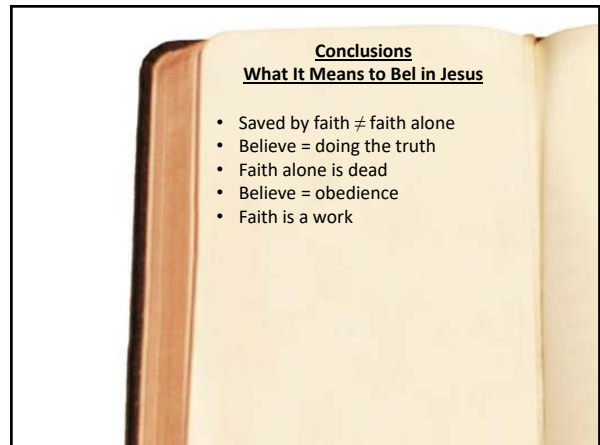 Conclusions
What It Means to Bel in Jesus
• Saved by faith ≠ faith alone
• Believe = doing the truth
• Faith alone is dead
• Believe = obedience
• Faith is a work